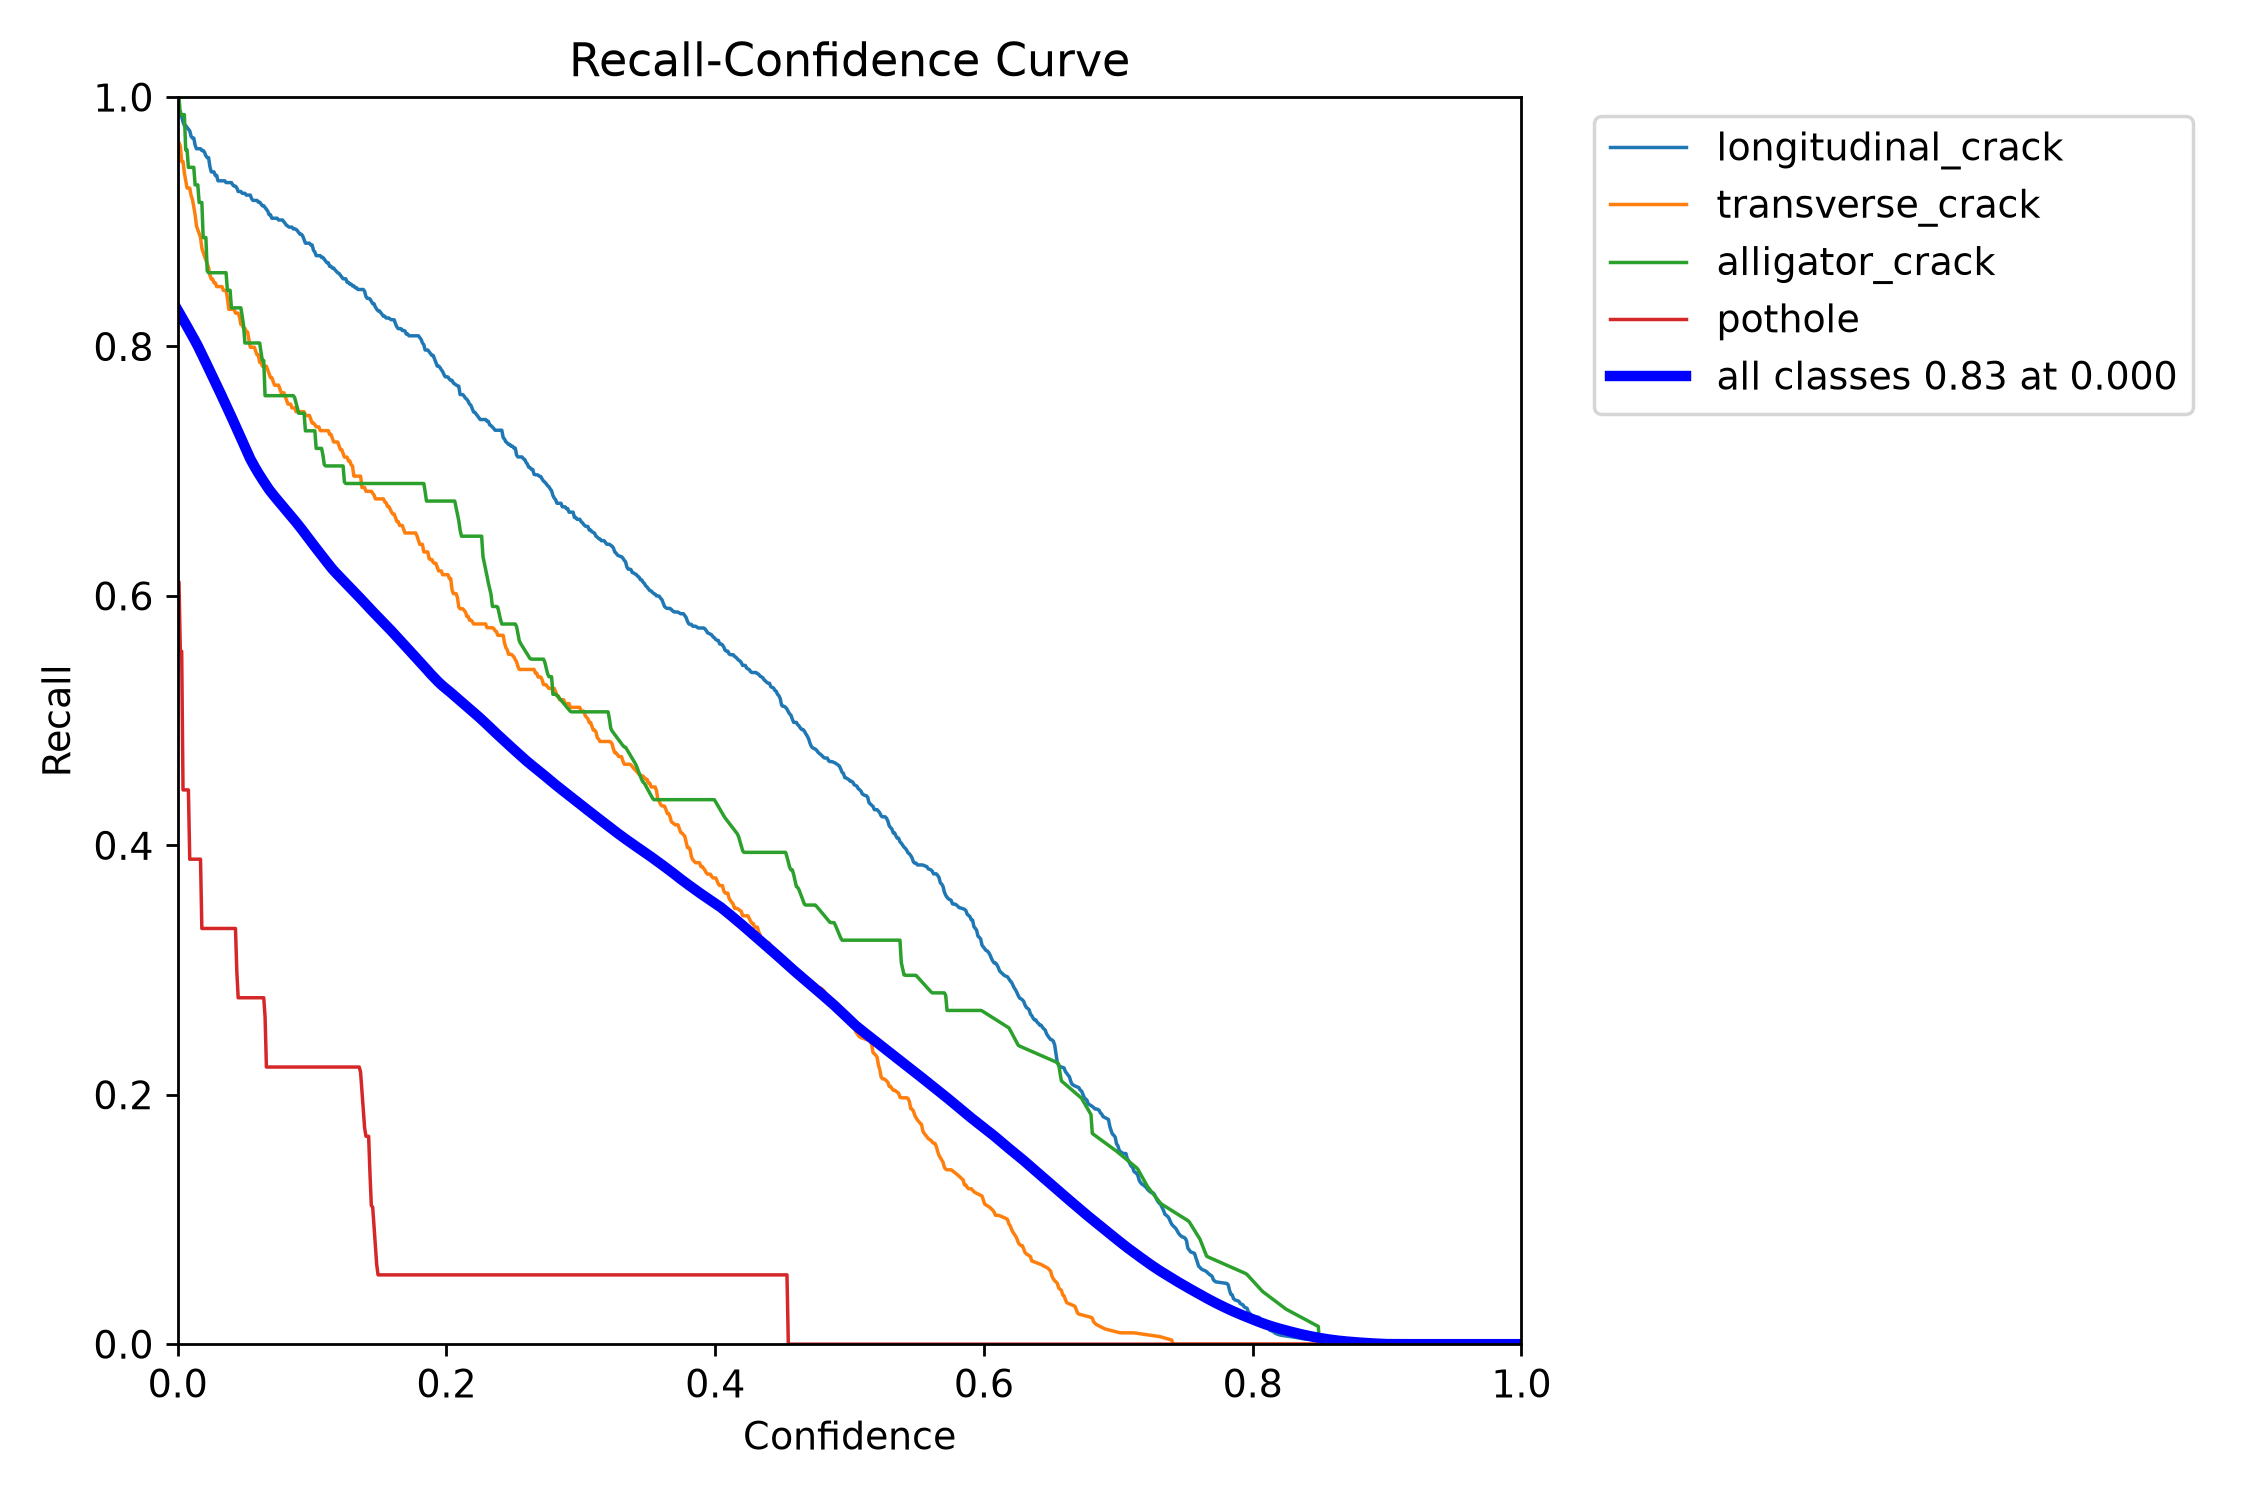 Recall-Confidence Curve
1.0
0.8
0.6
0.4
0.2
0.0
Recall
0.0 0.2 0.4 0.6 0.8 1.0
Confidence
longitudinal_crack
transverse_crack
alligator_crack
pothole
all classes 0.83 at 0.000